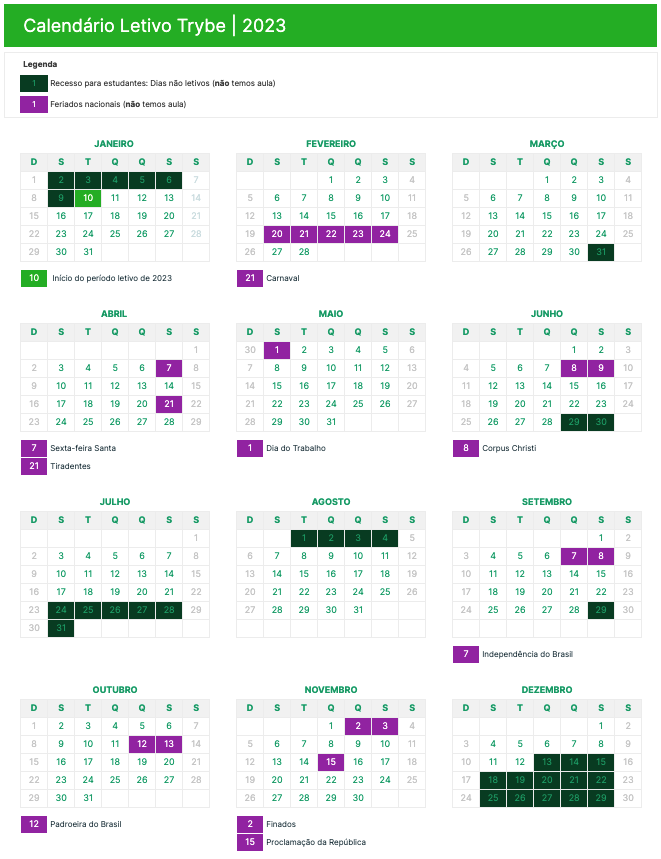 Calendário Letivo Trybe | 2023
Legenda
1 Recesso para estudantes: Dias não letivos (não temos aula)
1 Feriados nacionais (não temos aula)
JANEIRO
D S T Q Q S S
1 2 3 4 5 6 7
8 9 10 11 12 13 14
15 16 17 18 19 20 21
22 23 24 25 26 27 28
29 30 31
10 Início do período letivo de 2023
FEVEREIRO
D S T Q Q S S
1 2 3 4
5 6 7 8 9 10 11
12 13 14 15 16 17 18
19 20 21 22 23 24 25
26 27 28
21 Carnaval
MARÇO
D S T Q Q S S
1 2 3 4
5 6 7 8 9 10 11
12 13 14 15 16 17 18
19 20 21 22 23 24 25
26 27 28 29 30 31
ABRIL
D S T Q Q S S
1
2 3 4 5 6 7 8
9 10 11 12 13 14 15
16 17 18 19 20 21 22
23 24 25 26 27 28 29
7 Sexta-feira Santa
21 Tiradentes
MAIO
D S T Q Q S S
30 1 2 3 4 5 6
7 8 9 10 11 12 13
14 15 16 17 18 19 20
21 22 23 24 25 26 27
28 29 30 31
1 Dia do Trabalho
JUNHO
D S T Q Q S S
1 2 3
4 5 6 7 8 9 10
11 12 13 14 15 16 17
18 19 20 21 22 23 24
25 26 27 28 29 30
8 Corpus Christi
JULHO
D S T Q Q S S
1
2 3 4 5 6 7 8
9 10 11 12 13 14 15
16 17 18 19 20 21 22
23 24 25 26 27 28 29
30 31
AGOSTO
D S T Q Q S S
1 2 3 4 5
6 7 8 9 10 11 12
13 14 15 16 17 18 19
20 21 22 23 24 25 26
27 28 29 30 31
SETEMBRO
D S T Q Q S S
1 2
3 4 5 6 7 8 9
10 11 12 13 14 15 16
17 18 19 20 21 22 23
24 25 26 27 28 29 30
7 Independência do Brasil
OUTUBRO
D S T Q Q S S
1 2 3 4 5 6 7
8 9 10 11 12 13 14
15 16 17 18 19 20 21
22 23 24 25 26 27 28
29 30 31
12 Padroeira do Brasil
NOVEMBRO
D S T Q Q S S
1 2 3 4
5 6 7 8 9 10 11
12 13 14 15 16 17 18
19 20 21 22 23 24 25
26 27 28 29 30
2 Finados
15 Proclamação da República
DEZEMBRO
D S T Q Q S S
1 2
3 4 5 6 7 8 9
10 11 12 13 14 15 16
17 18 19 20 21 22 23
24 25 26 27 28 29 30